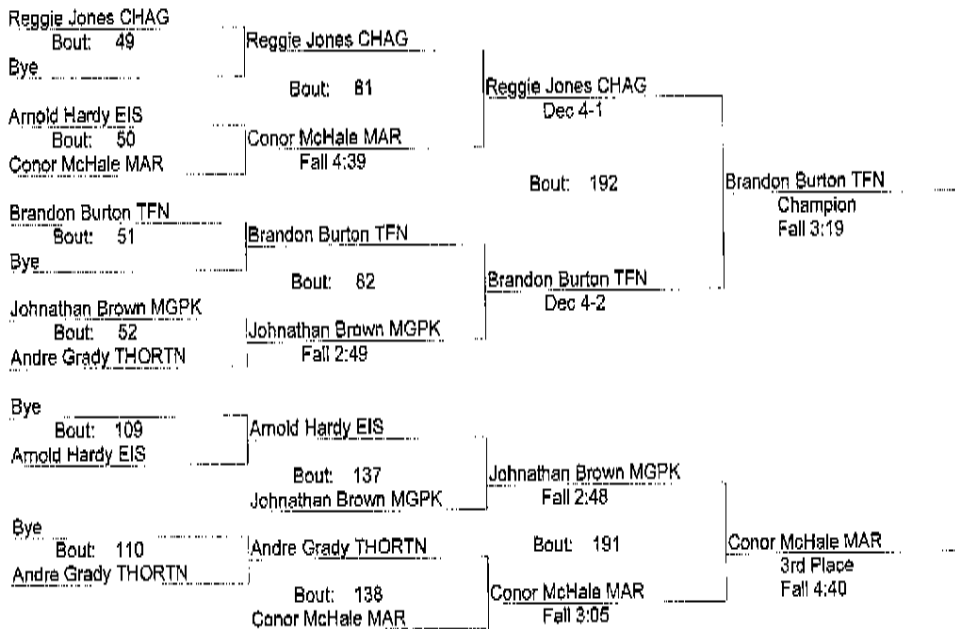 Reggie Jones CHAG
Bout: 49
Bye
Reggie Jones CHAG
Bout: 81
Arnold Hardy EIS
Bout: 50
Conor McHale MAR
Conor McHale MAR
Fall 4:39
Reggie Jones CHAG
Dec 4-1
Brandon Burton TFN
Bout: 51
Bye
Brandon Burton TFN
Bout: 82
Johnathan Brown MGPK
Bout: 52
Andre Grady THORTN
Johnathan Brown MGPK
Fall 2:49
Brandon Burton TFN
Dec 4-2
Bout: 192
Brandon Burton TFN
Champion
Fall 3:19
Bye
Bout: 109
Arnold Hardy EIS
Arnold Hardy EIS
Bout: 137
Johnathan Brown MGPK
Johnathan Brown MGPK
Fall 2:48
Bye
Bout: 110
Andre Grady THORTN
Andre Grady THORTN
Bout: 138
Conor McHale MAR
Conor McHale MAR
Fall 3:05
Bout: 191
Conor McHale MAR
3rd Place
Fall 4:40